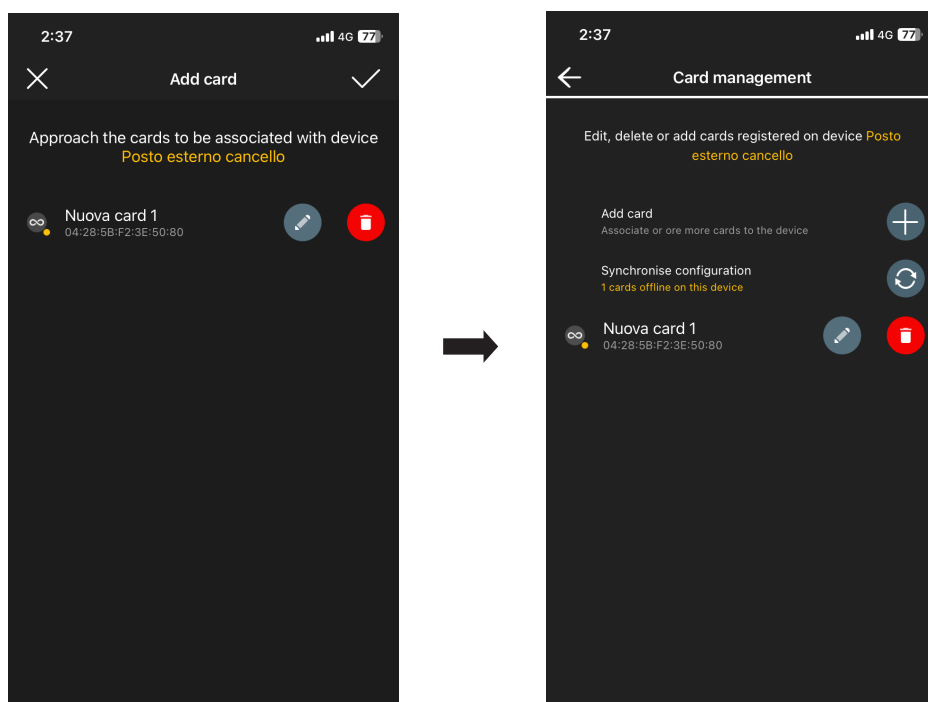 2:37
4G 77
Add card
Approach the cards to be associated with device
Posto esterno cancello
Nuova card 1
04:28:5B:F2:3E:50:80
2:37
4G 77
Card management
Edit, delete or add cards registered on device Posto
esterno cancello
Add card
Associate or ore more cards to the device
Synchronise configuration
1 cards offline on this device
Nuova card 1
04:28:5B:F2:3E:50:80